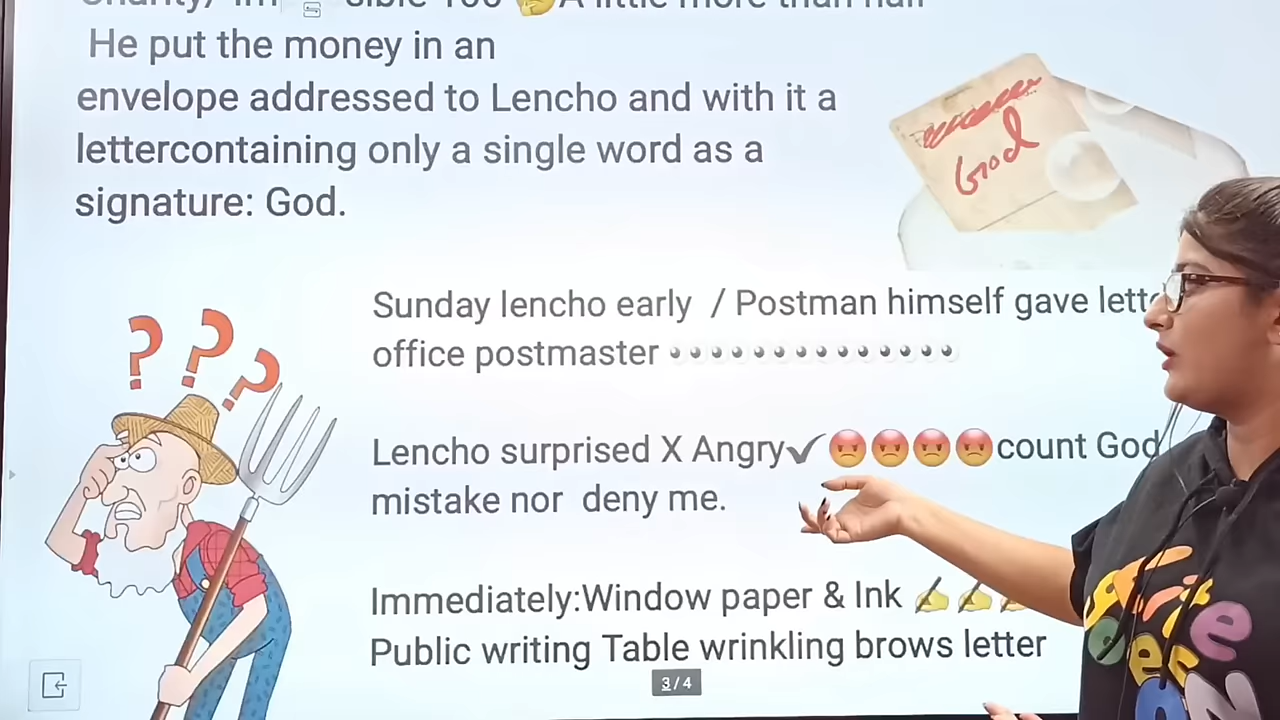 He put the money in an
envelope addressed to Lencho and with it a
lettercontaining only a single word as a
signature: God.
God
Sunday lencho early / Postman himself gave
office postmaster
Lencho surprised X Angry✓ 😡😡😡😡count God
mistake nor deny me.
? ? ?
Immediately:Window paper & Ink ✍✍✍
Public writing Table wrinkling brows letter
3/4